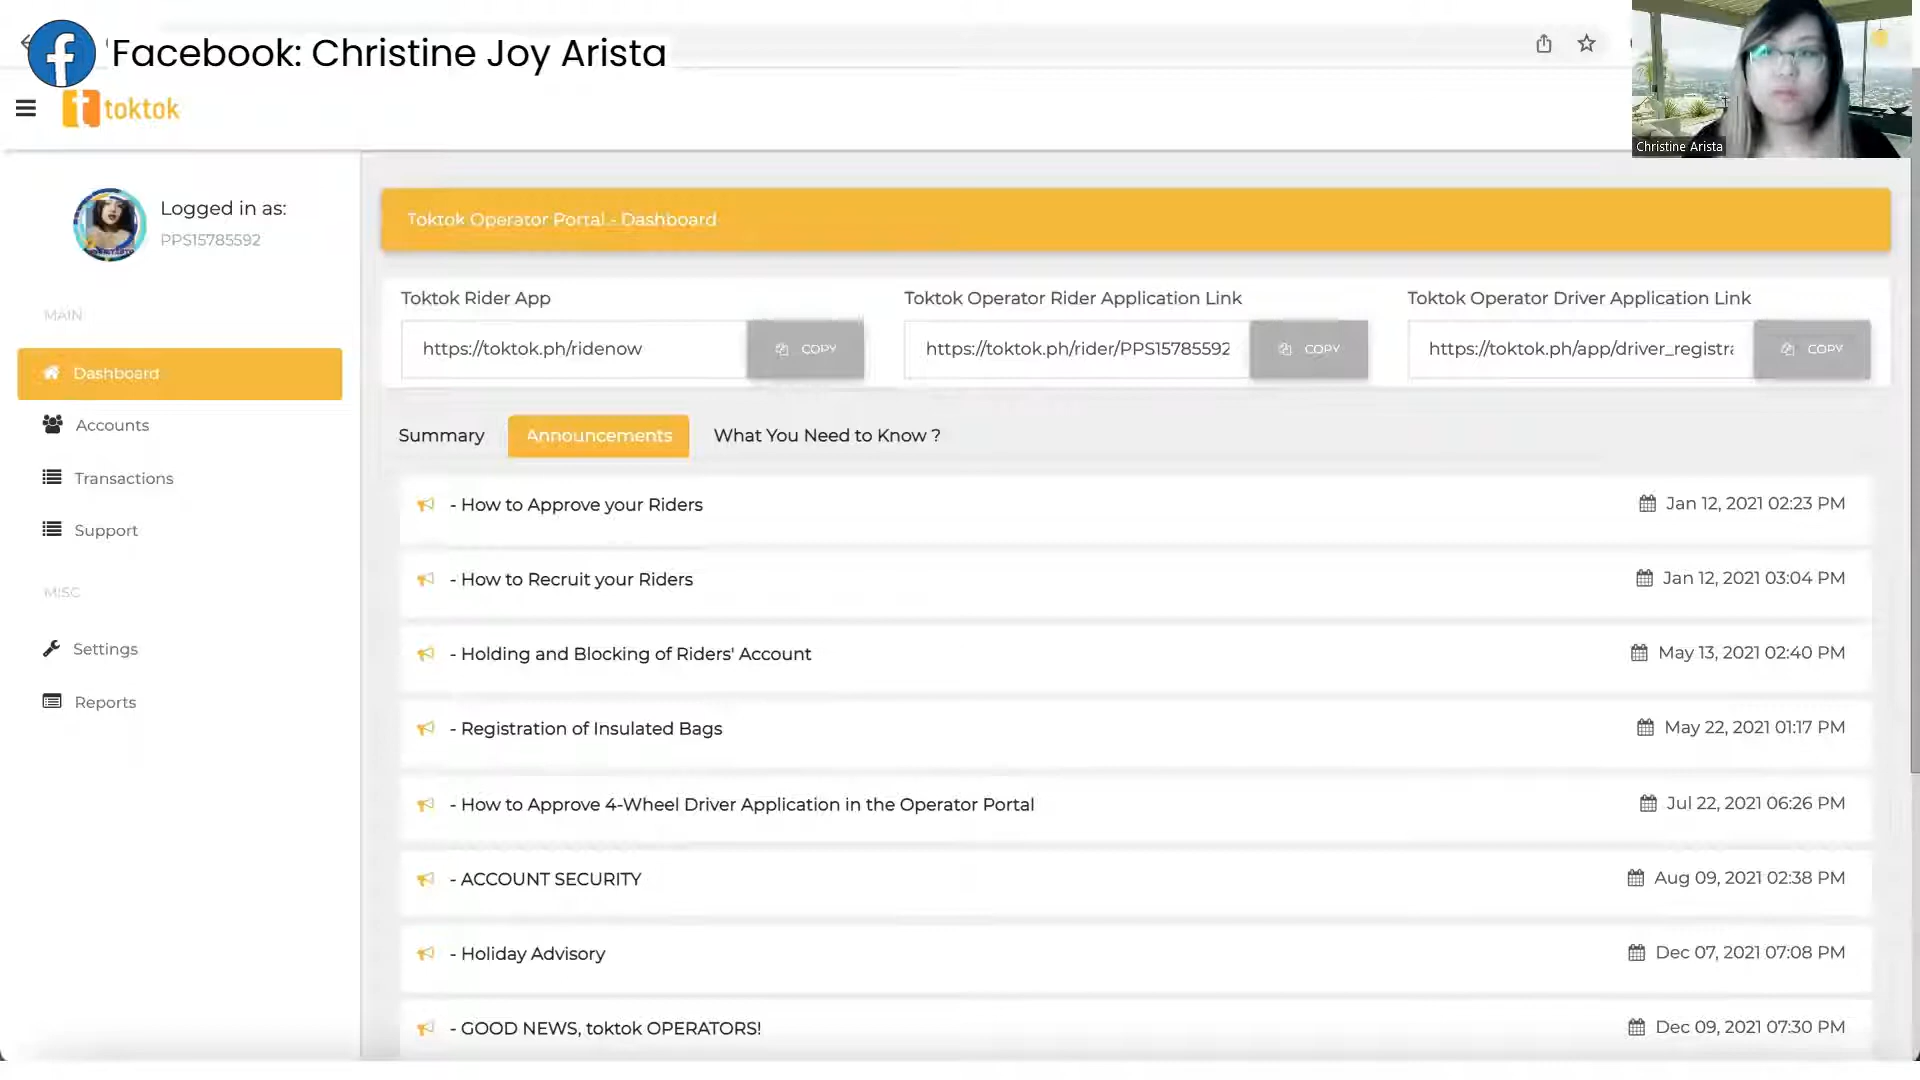 Facebook: Christine Joy Arista
toktok
Christine Arista
Logged in as:
PPS15785592
MAIN
Dashboard
Accounts
Transactions
Support
MISC
Settings
Reports
Toktok Operator Portal - Dashboard
Toktok Rider App
https://toktok.ph/ridenow
COPY
Toktok Operator Rider Application Link
https://toktok.ph/rider/PPS15785592
COPY
Toktok Operator Driver Application Link
https://toktok.ph/app/driver_registra
COPY
Summary
Announcements
What You Need to Know ?
- How to Approve your Riders
Jan 12, 2021 02:23 PM
- How to Recruit your Riders
Jan 12, 2021 03:04 PM
- Holding and Blocking of Riders' Account
May 13, 2021 02:40 PM
- Registration of Insulated Bags
May 22, 2021 01:17 PM
- How to Approve 4-Wheel Driver Application in the Operator Portal
Jul 22, 2021 06:26 PM
- ACCOUNT SECURITY
Aug 09, 2021 02:38 PM
- Holiday Advisory
Dec 07, 2021 07:08 PM
- GOOD NEWS, toktok OPERATORS!
Dec 09, 2021 07:30 PM